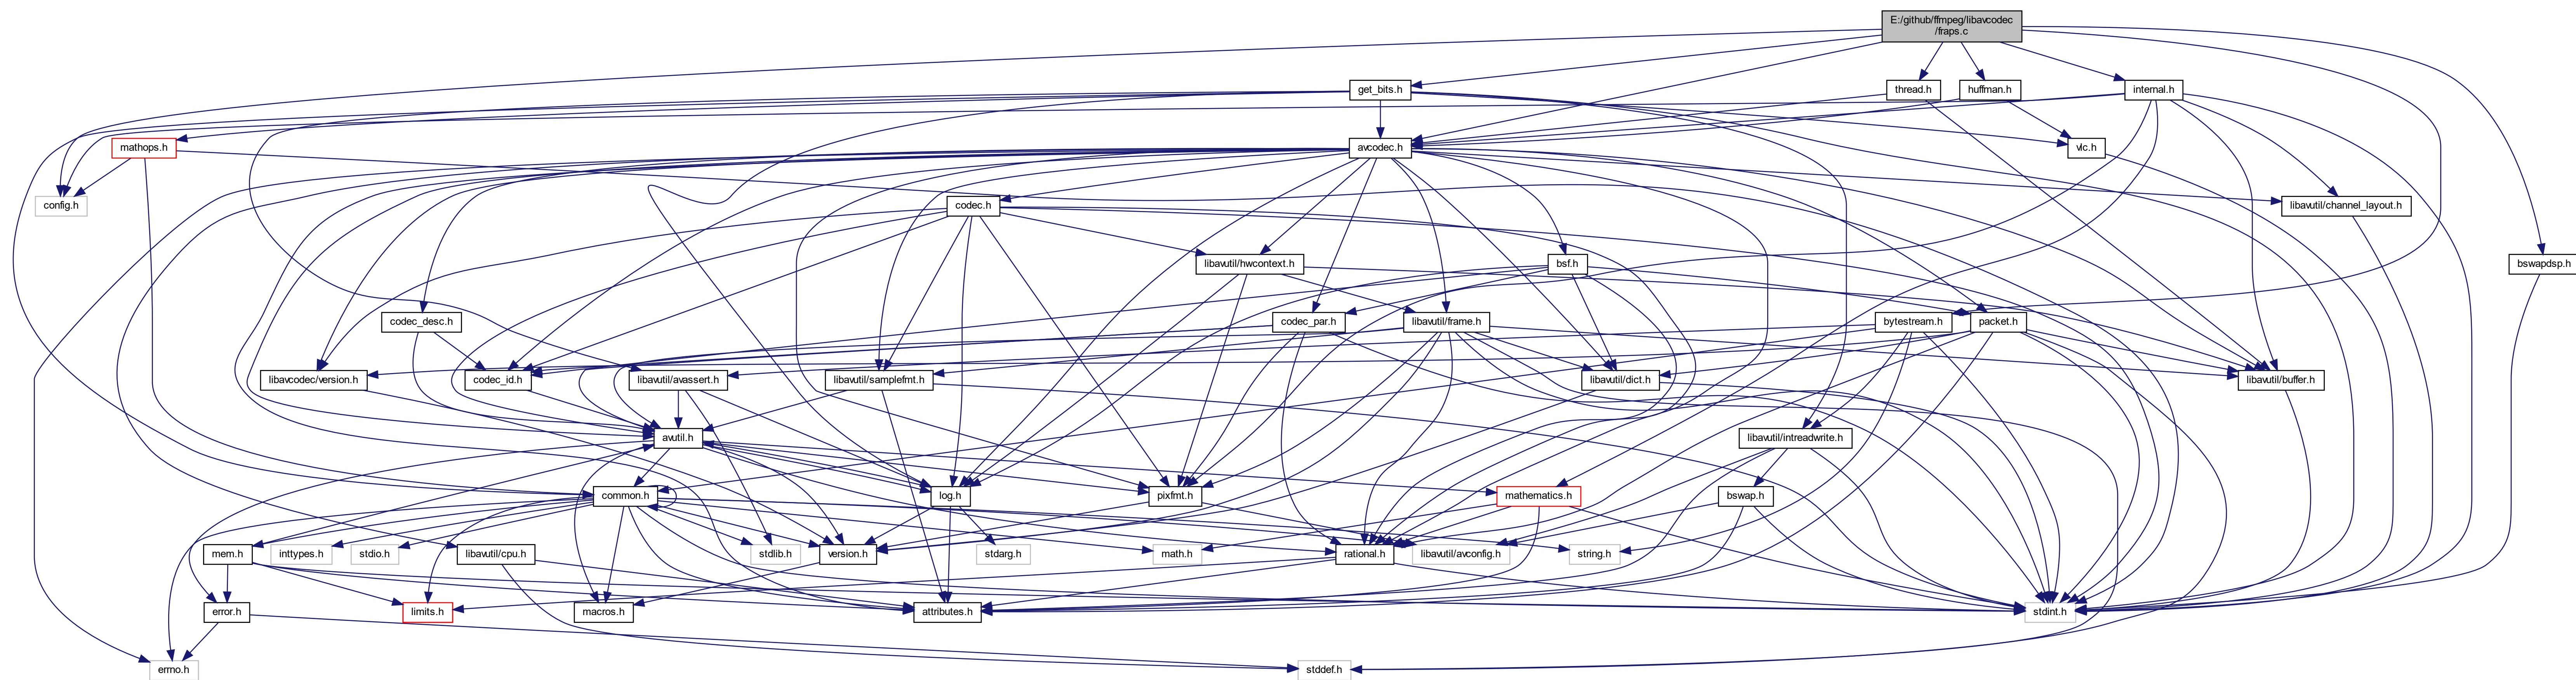 E:/github/ffmpeg/libavcodec
/fraps.c
get_bits.h
thread.h
huffman.h
internal.h
mathops.h
avcodec.h
vlc.h
config.h
codec.h
libavutil/channel_layout.h
libavutil/hwcontext.h
bsf.h
bswapdsp.h
codec_desc.h
codec_par.h
libavutil/frame.h
bytestream.h
packet.h
libavcodec/version.h
codec_id.h
libavutil/avassert.h
libavutil/samplefmt.h
libavutil/dict.h
libavutil/buffer.h
avutil.h
libavutil/intreadwrite.h
common.h
log.h
pixfmt.h
mathematics.h
bswap.h
mem.h
inttypes.h
stdio.h
libavutil/cpu.h
stdlib.h
version.h
stdarg.h
math.h
rational.h
libavutil/avconfig.h
string.h
error.h
limits.h
macros.h
attributes.h
stdint.h
errno.h
stddef.h